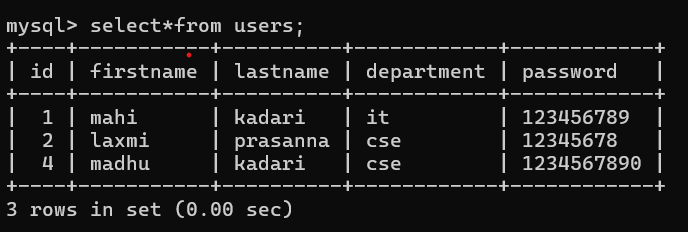 mysql> select*from users;
+----+-----------+----------+------------+------------+
| id | firstname | lastname | department | password   |
+----+-----------+----------+------------+------------+
|  1 | mahi      | kadari   | it         | 123456789  |
|  2 | laxmi     | prasanna | cse        | 12345678   |
|  4 | madhu     | kadari   | cse        | 1234567890 |
+----+-----------+----------+------------+------------+
3 rows in set (0.00 sec)